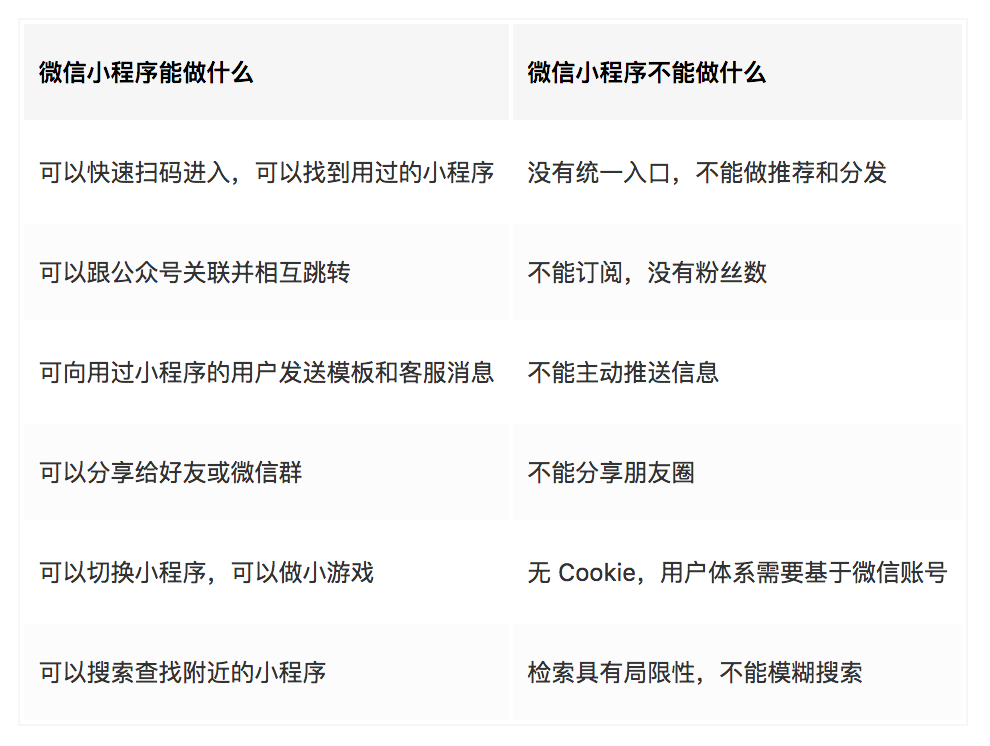 微信小程序能做什么
微信小程序不能做什么
可以快速扫码进入，可以找到用过的小程序
没有统一入口，不能做推荐和分发
可以跟公众号关联并相互跳转
不能订阅，没有粉丝数
可向用过小程序的用户发送模板和客服消息
不能主动推送信息
可以分享给好友或微信群
不能分享朋友圈
可以切换小程序，可以做小游戏
无 Cookie，用户体系需要基于微信账号
可以搜索查找附近的小程序
检索具有局限性，不能模糊搜索